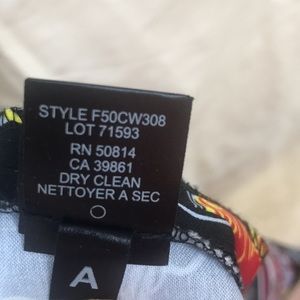 STYLE F50CW308
LOT 71593
RN 50814
CA 39861
DRY CLEAN
NETTOYER A SEC
A